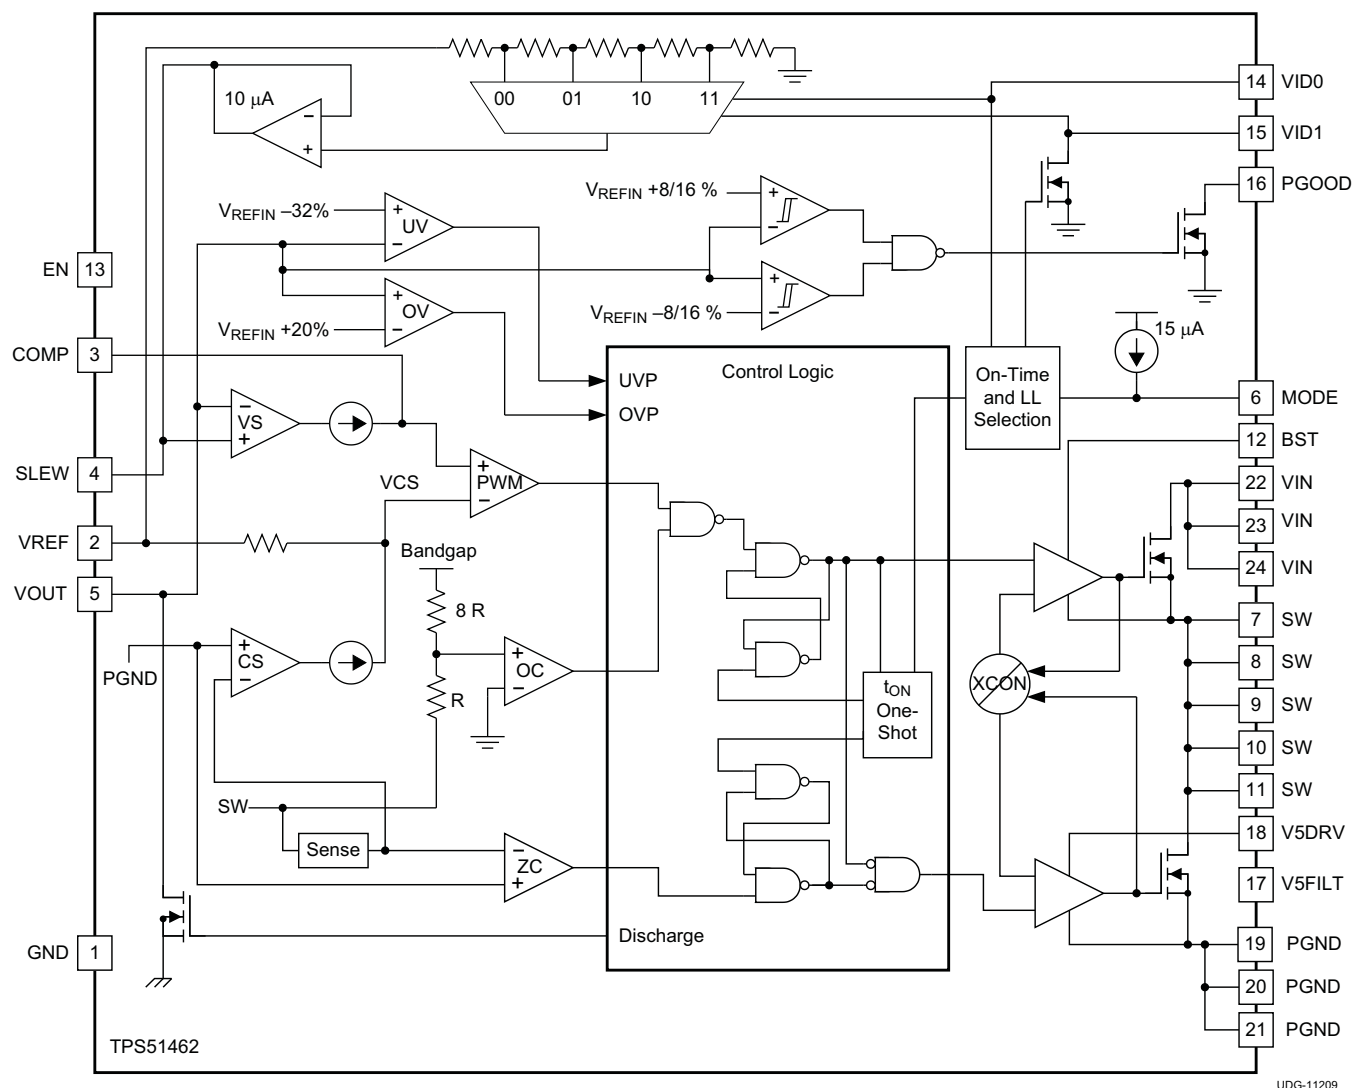 00
01
10
11
10 μA
14
VID0
15
VID1
16
PGOOD
V_REFIN +8/16 %
+
−
V_REFIN −32%
UV
EN
13
V_REFIN −8/16 %
V_REFIN +20%
OV
15 μA
COMP
3
Control Logic
UVP
OVP
On-Time
and LL
Selection
6
MODE
VS
12
BST
SLEW
4
VCS
PWM
22
VIN
23
VIN
24
VIN
VREF
2
Bandgap
VOUT
5
8 R
7
SW
PGND
CS
OC
R
t_ON
One-
Shot
XCON
8
SW
9
SW
10
SW
11
SW
SW
Sense
ZC
18
V5DRV
17
V5FILT
GND
1
Discharge
19
PGND
20
PGND
21
PGND
TPS51462
UDG-11209